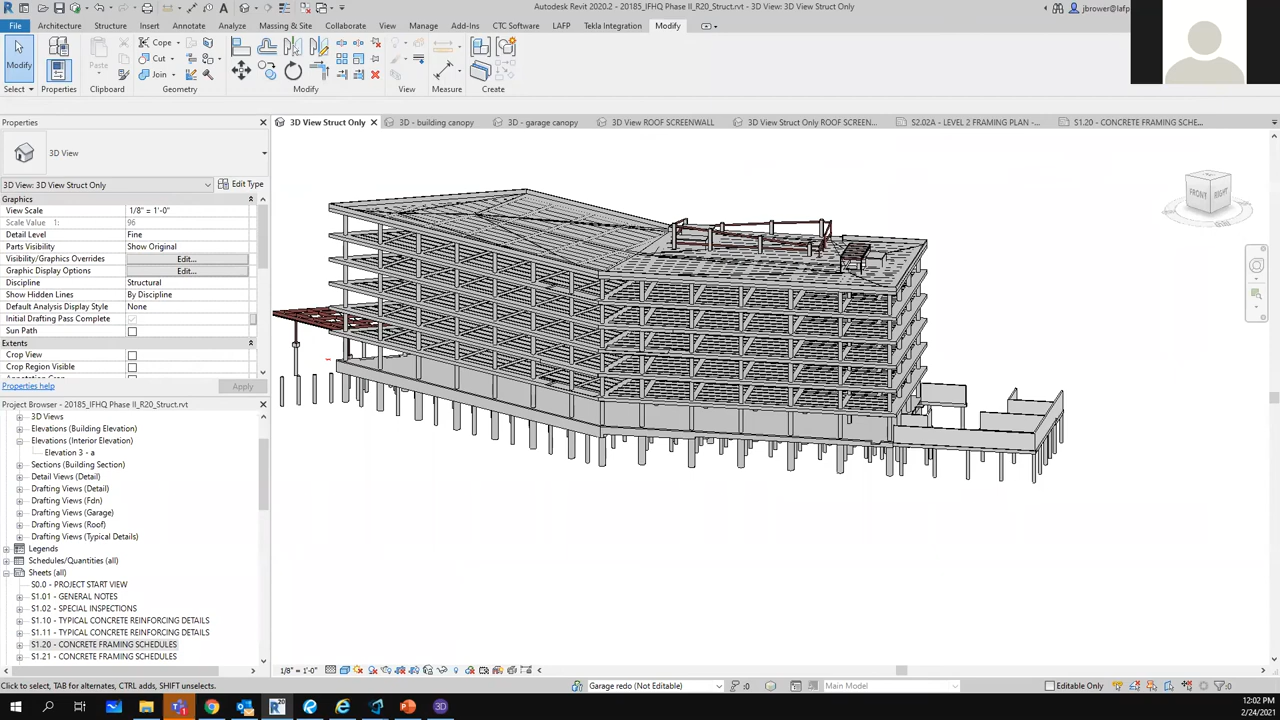 Autodesk Revit 2020.2 - 20185_IFHQ Phase II_R20_Struct.rvt - 3D View: 3D View Struct Only
jbrower@lafp
File Architecture Structure Steel Precast Systems Insert Annotate Analyze Massing & Site Collaborate View Manage Add-Ins CTC Software LAFP Tekla Integration Modify
Cope
Cut
Join
Modify Paste
Select Properties Clipboard Geometry Modify View Measure Create
Properties
3D View Struct Only 3D - building canopy 3D - garage canopy 3D View ROOF SCREENWALL 3D View Struct Only ROOF SCREEN... S2.02A - LEVEL 2 FRAMING PLAN -... S1.20 - CONCRETE FRAMING SCHE...
3D View
3D View: 3D View Struct Only Edit Type
Graphics
View Scale 1/8" = 1'-0"
Scale Value 1: 96
Detail Level Fine
Parts Visibility Show Original
Visibility/Graphics Overrides Edit...
Graphic Display Options Edit...
Discipline Structural
Show Hidden Lines By Discipline
Default Analysis Display Style None
Initial Drafting Pass Complete
Sun Path
Extents
Crop View
Crop Region Visible
Properties help Apply
FRONT RIGHT
Project Browser - 20185_IFHQ Phase II_R20_Struct.rvt
3D Views
Elevations (Building Elevation)
Elevations (Interior Elevation)
Elevation 3 - a
Sections (Building Section)
Detail Views (Detail)
Drafting Views (Detail)
Drafting Views (Fdn)
Drafting Views (Garage)
Drafting Views (Roof)
Drafting Views (Typical Details)
Legends
Schedules/Quantities (all)
Sheets (all)
S0.0 - PROJECT START VIEW
S1.01 - GENERAL NOTES
S1.02 - SPECIAL INSPECTIONS
S1.10 - TYPICAL CONCRETE REINFORCING DETAILS
S1.11 - TYPICAL CONCRETE REINFORCING DETAILS
S1.20 - CONCRETE FRAMING SCHEDULES
S1.21 - CONCRETE FRAMING SCHEDULES
1/8" = 1'-0"
Click to select, TAB for alternates, CTRL adds, SHIFT unselects. Garage redo (Not Editable) :0 Main Model Editable Only :0
12:02 PM
2/24/2021